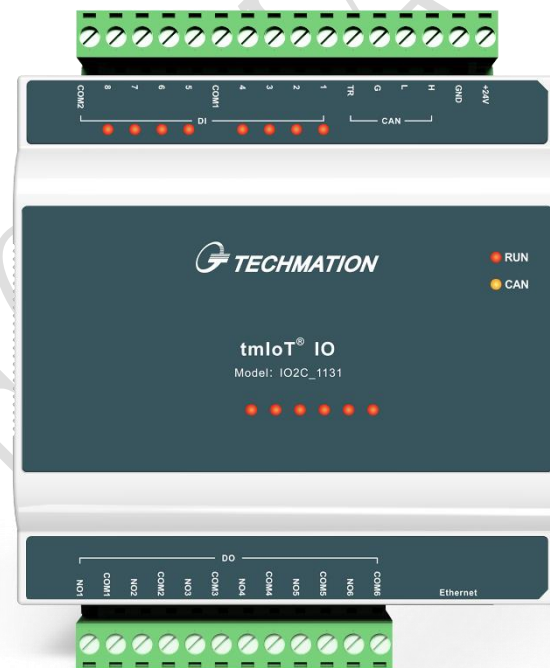 COM2 8 7 6 5 COM1 4 3 2 1 TR G L H GND +24V
DI CAN
TECHMATION
RUN
CAN
tmIoT® IO
Model: IO2C_1131
DO
NO1 COM1 NO2 COM2 NO3 COM3 NO4 COM4 NO5 COM5 NO6 COM6
Ethernet